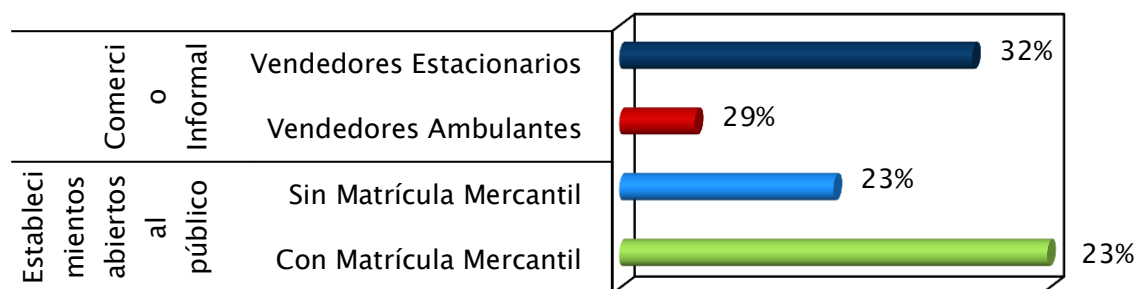 Comerci
o
Informal
Vendedores Estacionarios
32%
Vendedores Ambulantes
29%
Estableci
mientos
abiertos
al
público
Sin Matrícula Mercantil
23%
Con Matrícula Mercantil
23%